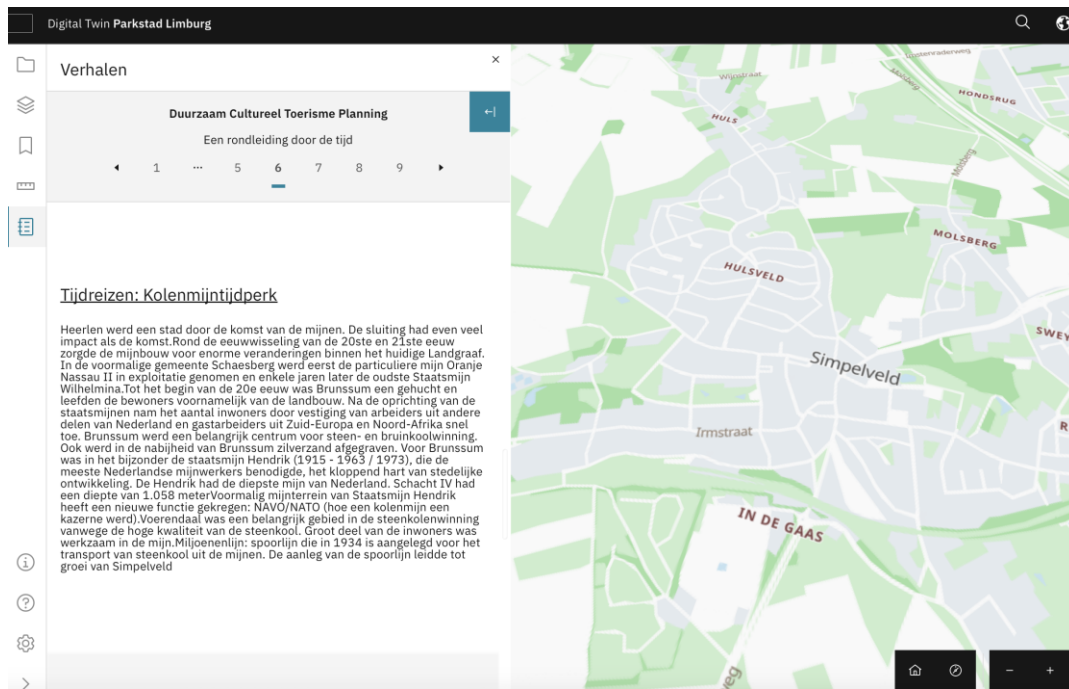 Digital Twin Parkstad Limburg
Verhalen
×
Duurzaam Cultureel Toerisme Planning
Een rondleiding door de tijd
1 ... 5 6 7 8 9
Tijdreizen: Kolenmijntijdperk
Heerlen werd een stad door de komst van de mijnen. De sluiting had even veel
impact als de komst.Rond de eeuwwisseling van de 20ste en 21ste eeuw
zorgde de mijnbouw voor enorme veranderingen binnen het huidige Landgraaf.
In de voormalige gemeente Schaesberg werd eerst de particuliere mijn Oranje
Nassau II in exploitatie genomen en enkele jaren later de oudste Staatsmijn
Wilhelmina.Tot het begin van de 20e eeuw was Brunssum een gehucht en
leefden de bewoners voornamelijk van de landbouw. Na de oprichting van de
staatsmijnen nam het aantal inwoners door vestiging van arbeiders uit andere
delen van Nederland en gastarbeiders uit Zuid-Europa en Noord-Afrika snel
toe. Brunssum werd een belangrijk centrum voor steen- en bruinkoolwinning.
Ook werd in de nabijheid van Brunssum zilverzand afgegraven. Voor Brunssum
was in het bijzonder de staatsmijn Hendrik (1915 - 1963 / 1973), die de
meeste Nederlandse mijnwerkers benodigde, het kloppend hart van stedelijke
ontwikkeling. De Hendrik had de diepste mijn van Nederland. Schacht IV had
een diepte van 1.058 meterVoormalig mijnterrein van Staatsmijn Hendrik
heeft een nieuwe functie gekregen: NAVO/NATO (hoe een kolenmijn een
kazerne werd).Voerendaal was een belangrijk gebied in de steenkolenwinning
vanwege de hoge kwaliteit van de steenkool. Groot deel van de inwoners was
werkzaam in de mijn.Miljoenenlijn: spoorlijn die in 1934 is aangelegd voor het
transport van steenkool uit de mijnen. De aanleg van de spoorlijn leidde tot
groei van Simpelveld
Wijnstraat
HONDSRUG
Molsberg
HULS
Molsberg
MOLSBERG
HULSVELD
SWEY
Simpelveld
Irmstraat
IN DE GAAS